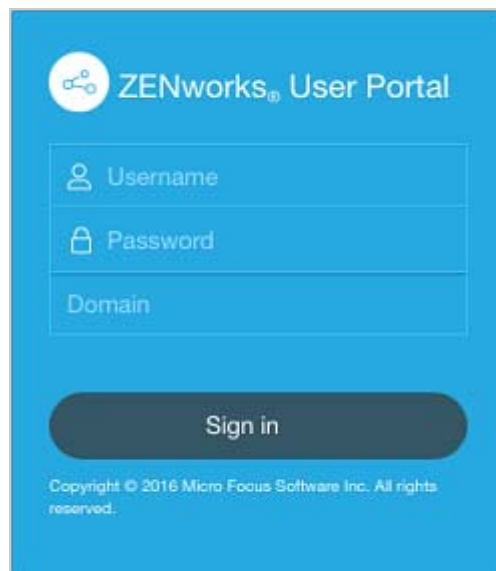 ZENworks® User Portal
Username
Password
Domain
Sign in
Copyright © 2016 Micro Focus Software Inc. All rights
reserved.